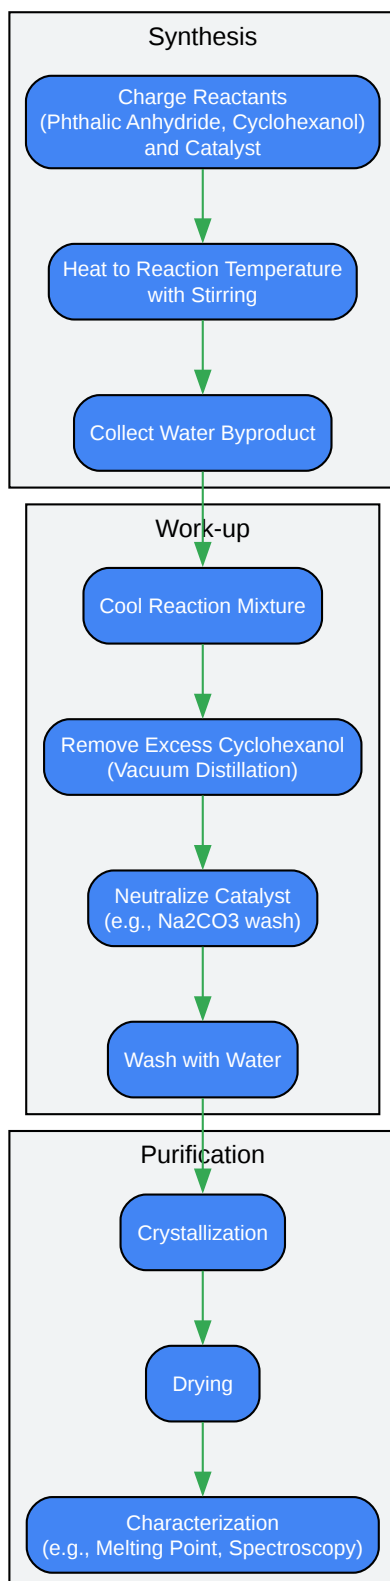 Synthesis
Charge Reactants
(Phthalic Anhydride, Cyclohexanol)
and Catalyst
Heat to Reaction Temperature
with Stirring
Collect Water Byproduct
Work-up
Cool Reaction Mixture
Remove Excess Cyclohexanol
(Vacuum Distillation)
Neutralize Catalyst
(e.g., Na2CO3 wash)
Wash with Water
Purification
Crystallization
Drying
Characterization
(e.g., Melting Point, Spectroscopy)